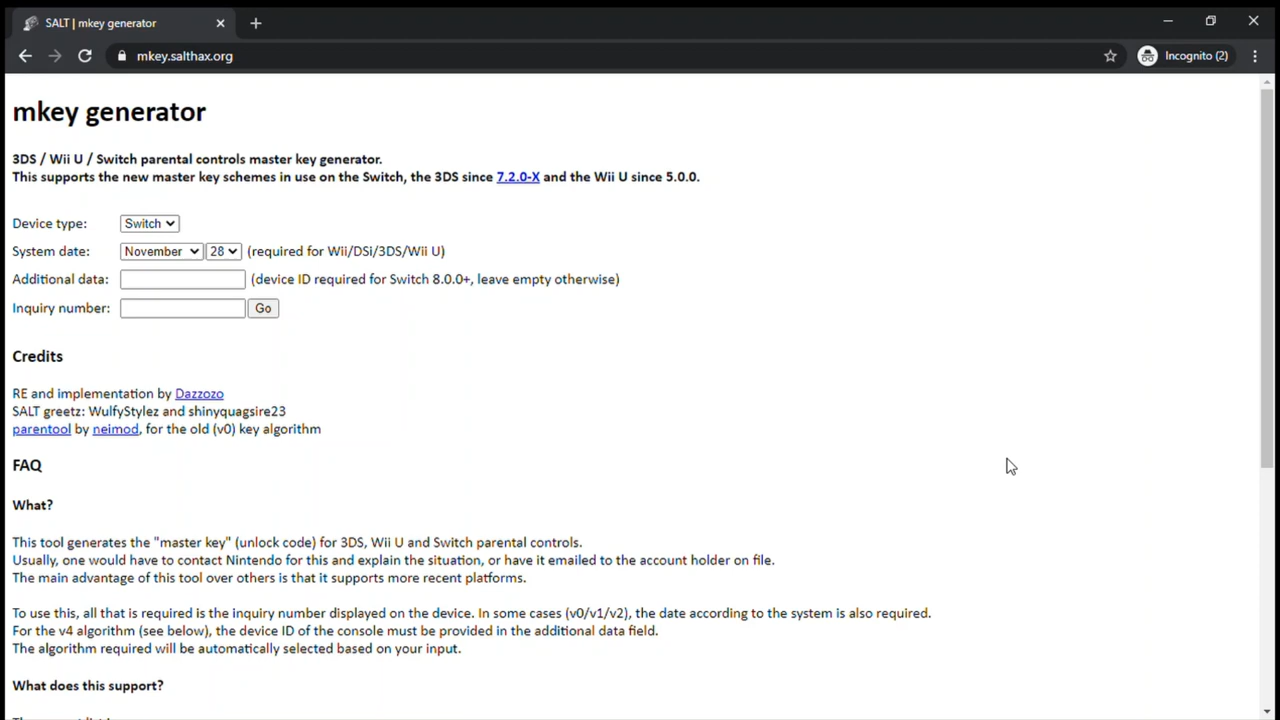 SALT | mkey generator
mkey.salthax.org
Incognito (2)
mkey generator
3DS / Wii U / Switch parental controls master key generator.
This supports the new master key schemes in use on the Switch, the 3DS since 7.2.0-X and the Wii U since 5.0.0.
Device type: Switch
System date: November 28 (required for Wii/DSi/3DS/Wii U)
Additional data: (device ID required for Switch 8.0.0+, leave empty otherwise)
Inquiry number: Go
Credits
RE and implementation by Dazzozo
SALT greetz: WulfyStylez and shinyquagsire23
parentool by neimod, for the old (v0) key algorithm
FAQ
What?
This tool generates the "master key" (unlock code) for 3DS, Wii U and Switch parental controls.
Usually, one would have to contact Nintendo for this and explain the situation, or have it emailed to the account holder on file.
The main advantage of this tool over others is that it supports more recent platforms.
To use this, all that is required is the inquiry number displayed on the device. In some cases (v0/v1/v2), the date according to the system is also required.
For the v4 algorithm (see below), the device ID of the console must be provided in the additional data field.
The algorithm required will be automatically selected based on your input.
What does this support?